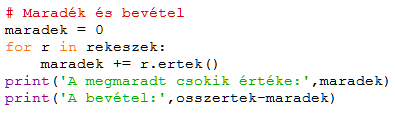 # Maradék és bevétel
maradek = 0
for r in rekeszek:
    maradek += r.ertek()
print('A megmaradt csokik értéke:',maradek)
print('A bevétel:',osszertek-maradek)